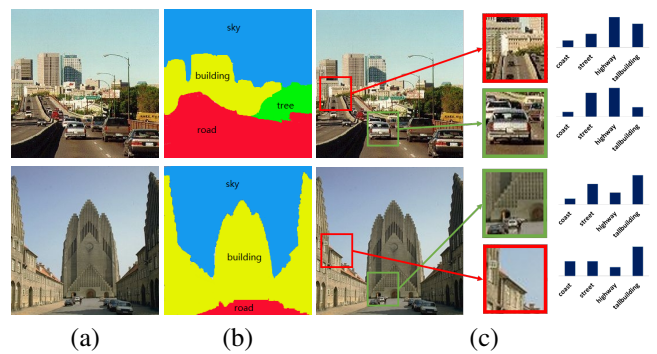 sky
building
tree
road
coast
street
highway
tallbuilding
coast
street
highway
tallbuilding
sky
building
road
coast
street
highway
tallbuilding
coast
street
highway
tallbuilding
(a)
(b)
(c)